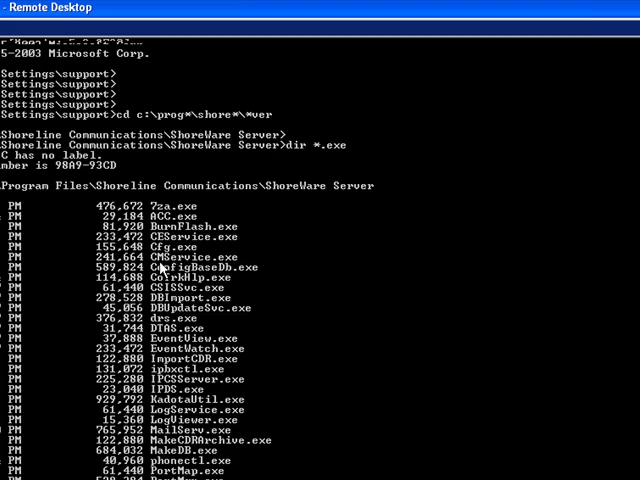 - Remote Desktop
5-2003 Microsoft Corp.
Settings\support>
Settings\support>
Settings\support>
Settings\support>
Settings\support>cd c:\prog*\shore*\*ver
Shoreline Communications\ShoreWare Server>
Shoreline Communications\ShoreWare Server>dir *.exe
C has no label.
mber is 98A9-93CD
\Program Files\Shoreline Communications\ShoreWare Server
PM 476,672 7za.exe
PM 29,184 ACC.exe
PM 81,920 BurnFlash.exe
PM 233,472 CEService.exe
PM 155,648 Cfg.exe
PM 241,664 CMService.exe
PM 589,824 ConfigBaseDb.exe
PM 114,688
PM 61,440 CSISSvc.exe
PM 278,528 DBImport.exe
PM 45,056 DBUpdateSvc.exe
PM 376,832 drs.exe
PM 31,744 DTAS.exe
PM 37,888 EventView.exe
PM 233,472 EventWatch.exe
PM 122,880 ImportCDR.exe
PM 131,072 ipbxctl.exe
PM 225,280 IPCSServer.exe
PM 23,040 IPDS.exe
PM 929,792 KadotaUtil.exe
PM 61,440 LogService.exe
PM 15,360 LogViewer.exe
PM 765,952 MailServ.exe
PM 122,880 MakeCDRArchive.exe
PM 684,032 MakeDB.exe
PM 40,960 phonectl.exe
PM 61,440 PortMap.exe